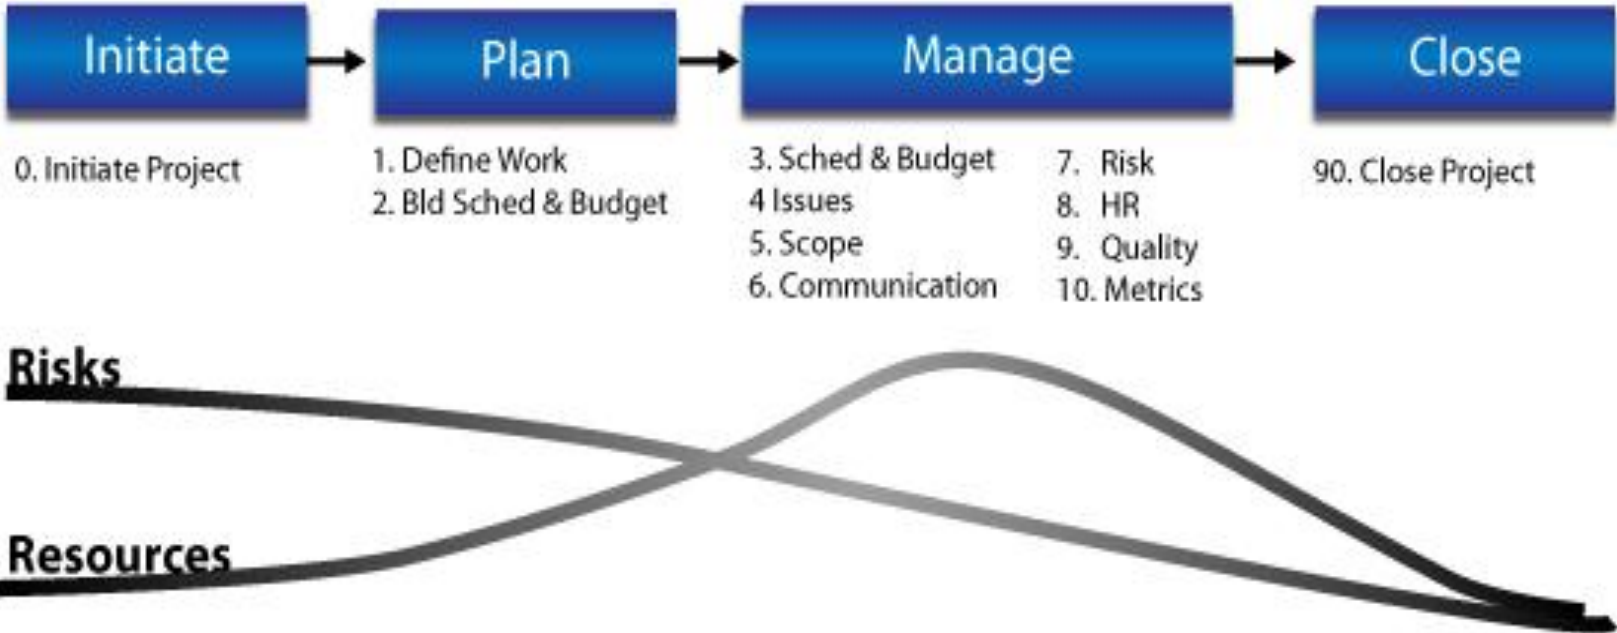 Initiate
Plan
Manage
Close
0. Initiate Project
1. Define Work
2. Bld Sched & Budget
3. Sched & Budget
4 Issues
5. Scope
6. Communication
7. Risk
8. HR
9. Quality
10. Metrics
90. Close Project
Risks
Resources